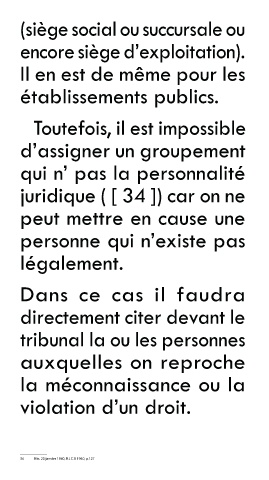 (siège social ou succursale ou
encore siège d’exploitation).
Il en est de même pour les
établissements publics.
Toutefois, il est impossible
d’assigner un groupement
qui n’ pas la personnalité
juridique ( [ 34 ]) car on ne
peut mettre en cause une
personne qui n’existe pas
légalement.
Dans ce cas il faudra
directement citer devant le
tribunal la ou les personnes
auxquelles on reproche
la méconnaissance ou la
violation d’un droit.